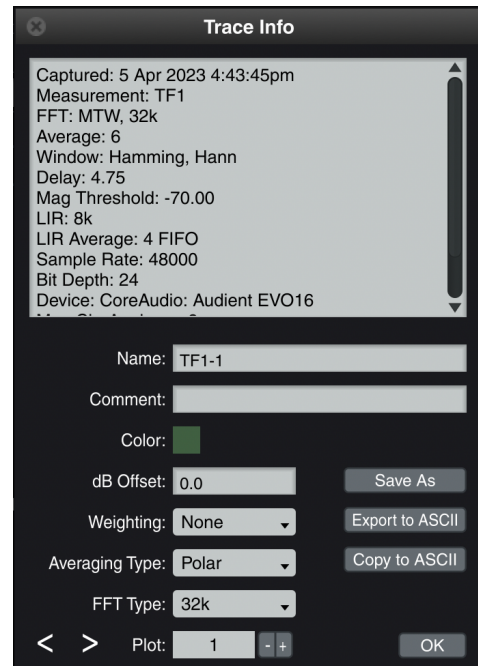 Trace Info
Captured: 5 Apr 2023 4:43:45pm
Measurement: TF1
FFT: MTW, 32k
Average: 6
Window: Hamming, Hann
Delay: 4.75
Mag Threshold: -70.00
LIR: 8k
LIR Average: 4 FIFO
Sample Rate: 48000
Bit Depth: 24
Device: CoreAudio: Audient EVO16
Name: TF1-1
Comment:
Color:
dB Offset: 0.0 Save As
Weighting: None Export to ASCII
Averaging Type: Polar Copy to ASCII
FFT Type: 32k
< > Plot: 1 - + OK